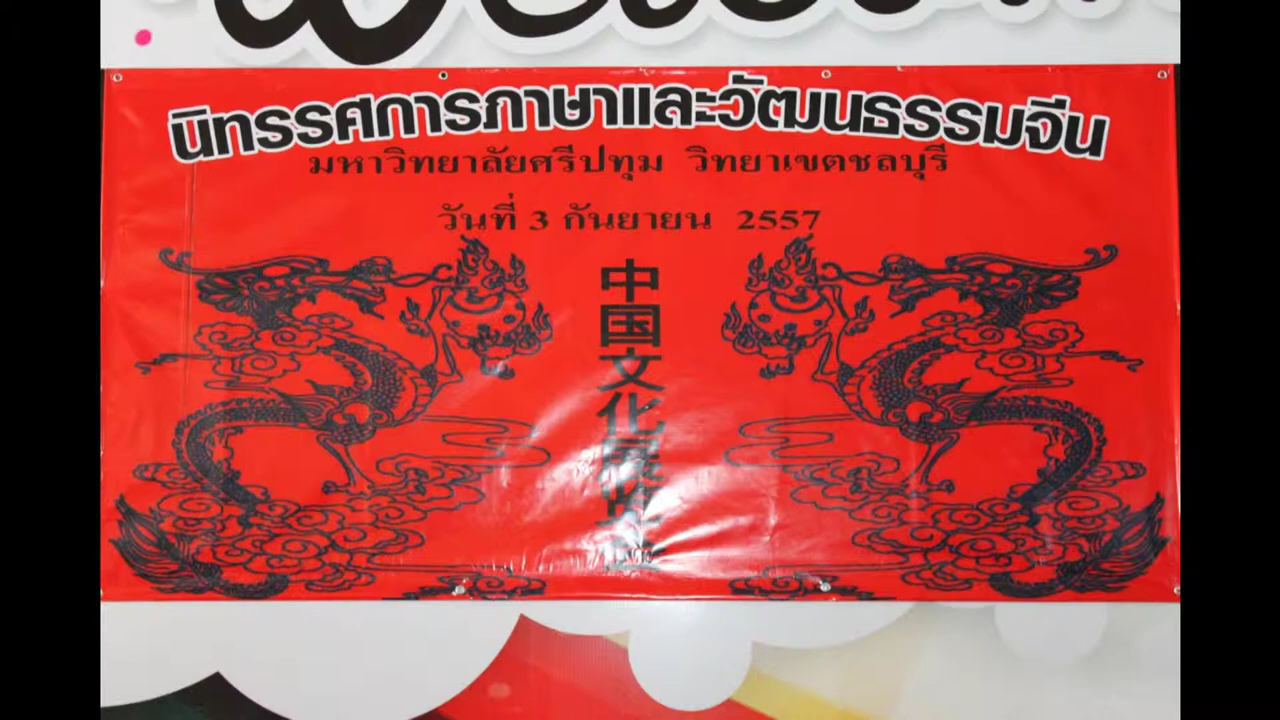 นิทรรศการภาษาและวัฒนธรรมจีน
มหาวิทยาลัยศรีปทุม วิทยาเขตชลบุรี
วันที่ 3 กันยายน 2557
中国文化展